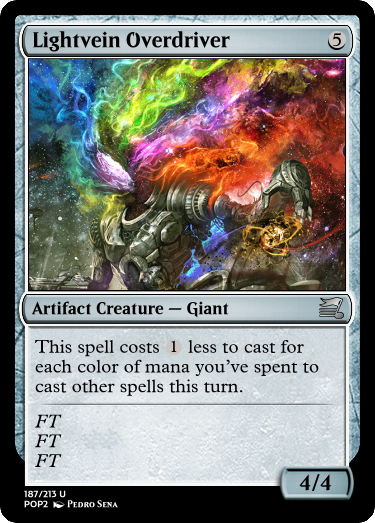 Lightvein Overdriver 5
Artifact Creature — Giant
This spell costs 1 less to cast for
each color of mana you've spent to
cast other spells this turn.
FT
FT
FT
4/4
187/213 U
POP2 Pedro Sena